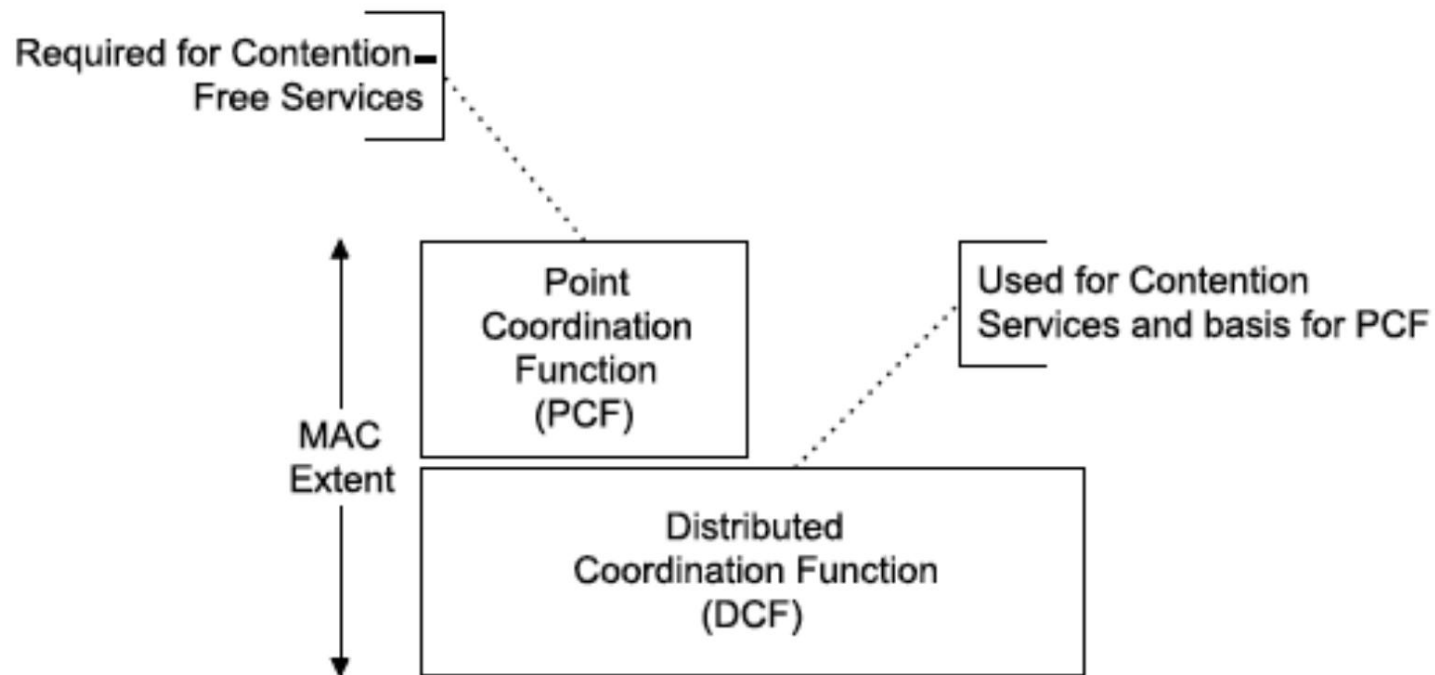 Required for Contention-
Free Services
Point
Coordination
Function
(PCF)
Used for Contention
Services and basis for PCF
MAC
Extent
Distributed
Coordination Function
(DCF)